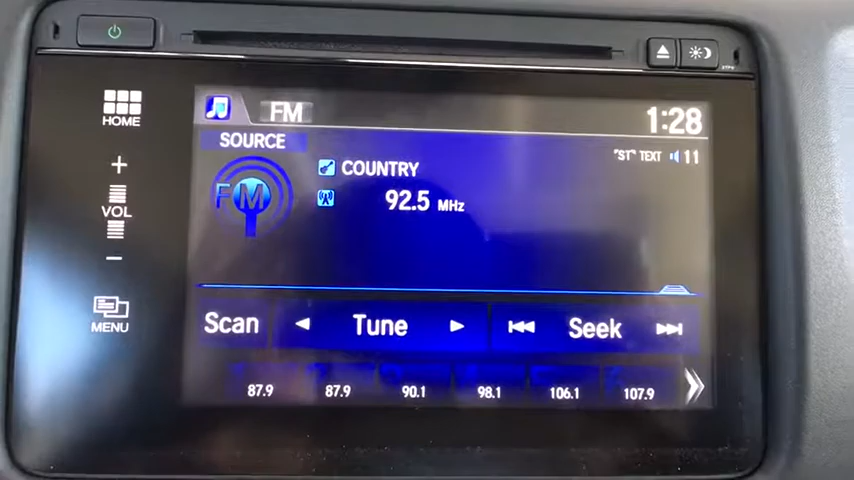 HOME
+
VOL
−
MENU
FM
1:28
SOURCE
"ST" TEXT 11
FM
COUNTRY
92.5 MHz
Scan Tune Seek
87.9 87.9 90.1 98.1 106.1 107.9